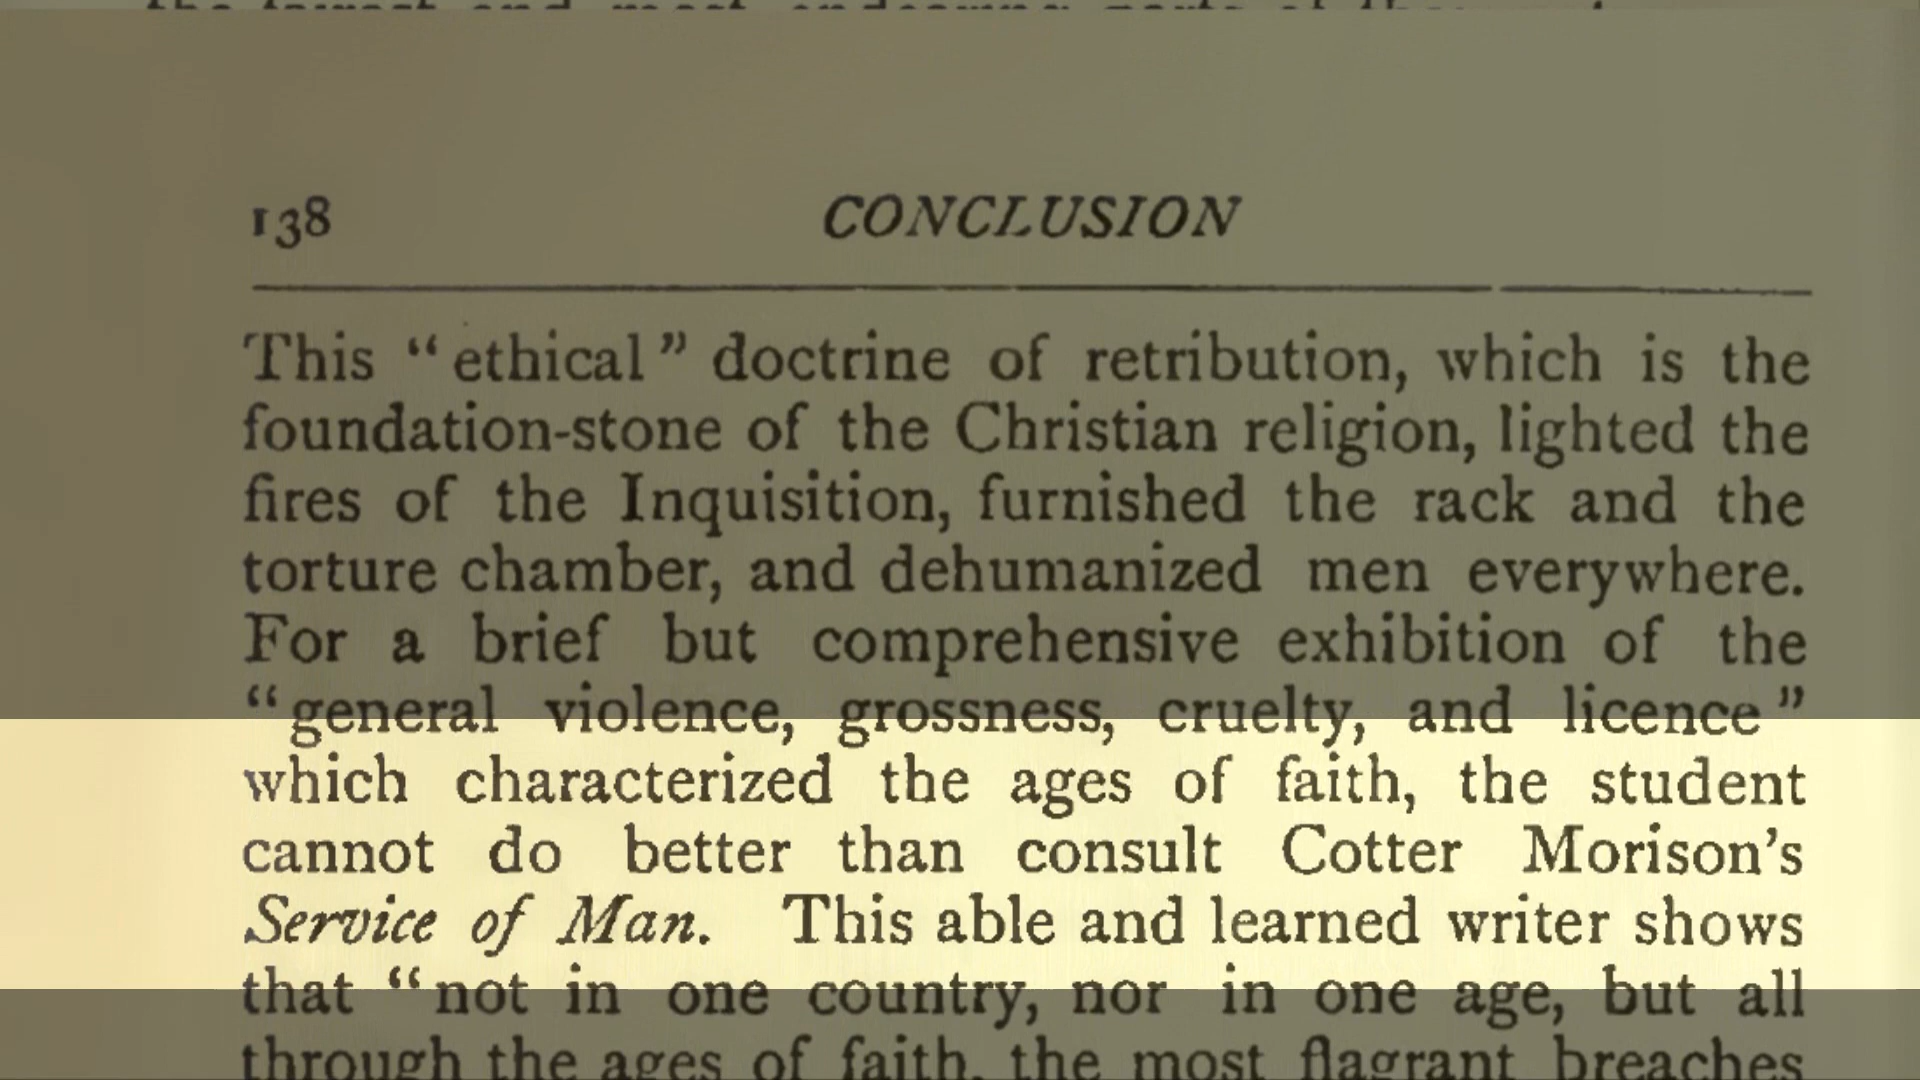 138 CONCLUSION
This “ethical” doctrine of retribution, which is the
foundation-stone of the Christian religion, lighted the
fires of the Inquisition, furnished the rack and the
torture chamber, and dehumanized men everywhere.
For a brief but comprehensive exhibition of the
“general violence, grossness, cruelty, and licence”
which characterized the ages of faith, the student
cannot do better than consult Cotter Morison’s
Service of Man. This able and learned writer shows
that “not in one country, nor in one age, but all
through the ages of faith, the most flagrant breaches